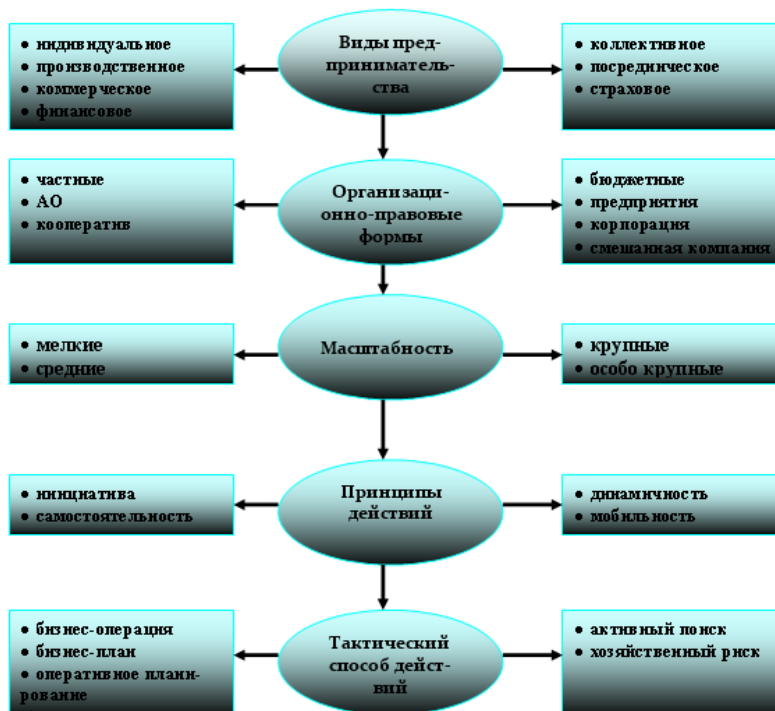 • индивидуальное
• производственное
• коммерческое
• финансовое
Виды пред-
принимательь-
ства
• коллективное
• посредническое
• страховое
• частные
• АО
• кооператив
Организаци-
онно-правовые
формы
• бюджетные
• предприятия
• корпорация
• смешанная компания
• мелкие
• средние
Масштабность
• крупные
• особо крупные
• инициатива
• самостоятельность
Принципы
действий
• динамичность
• мобильность
• бизнес-операция
• бизнес-план
• оперативное плани-
рование
Тактический
способ дейст-
вий
• активный поиск
• хозяйственный риск